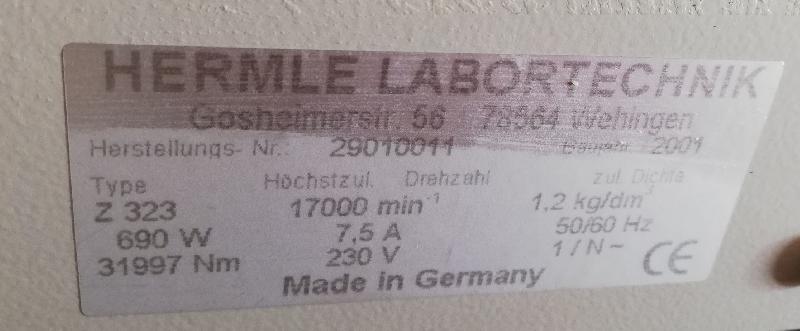 HERMLE LABORTECHNIK
Gosheimerstr. 56 78564 Wehingen
Herstellungs- Nr.: 29010011 Baujahr 2001
Type Höchstzul. Drehzahl zul. Dichte
Z 323 17000 min⁻¹ 1,2 kg/dm³
690 W 7,5 A 50/60 Hz
31997 Nm 230 V 1 / N ~
Made in Germany CE